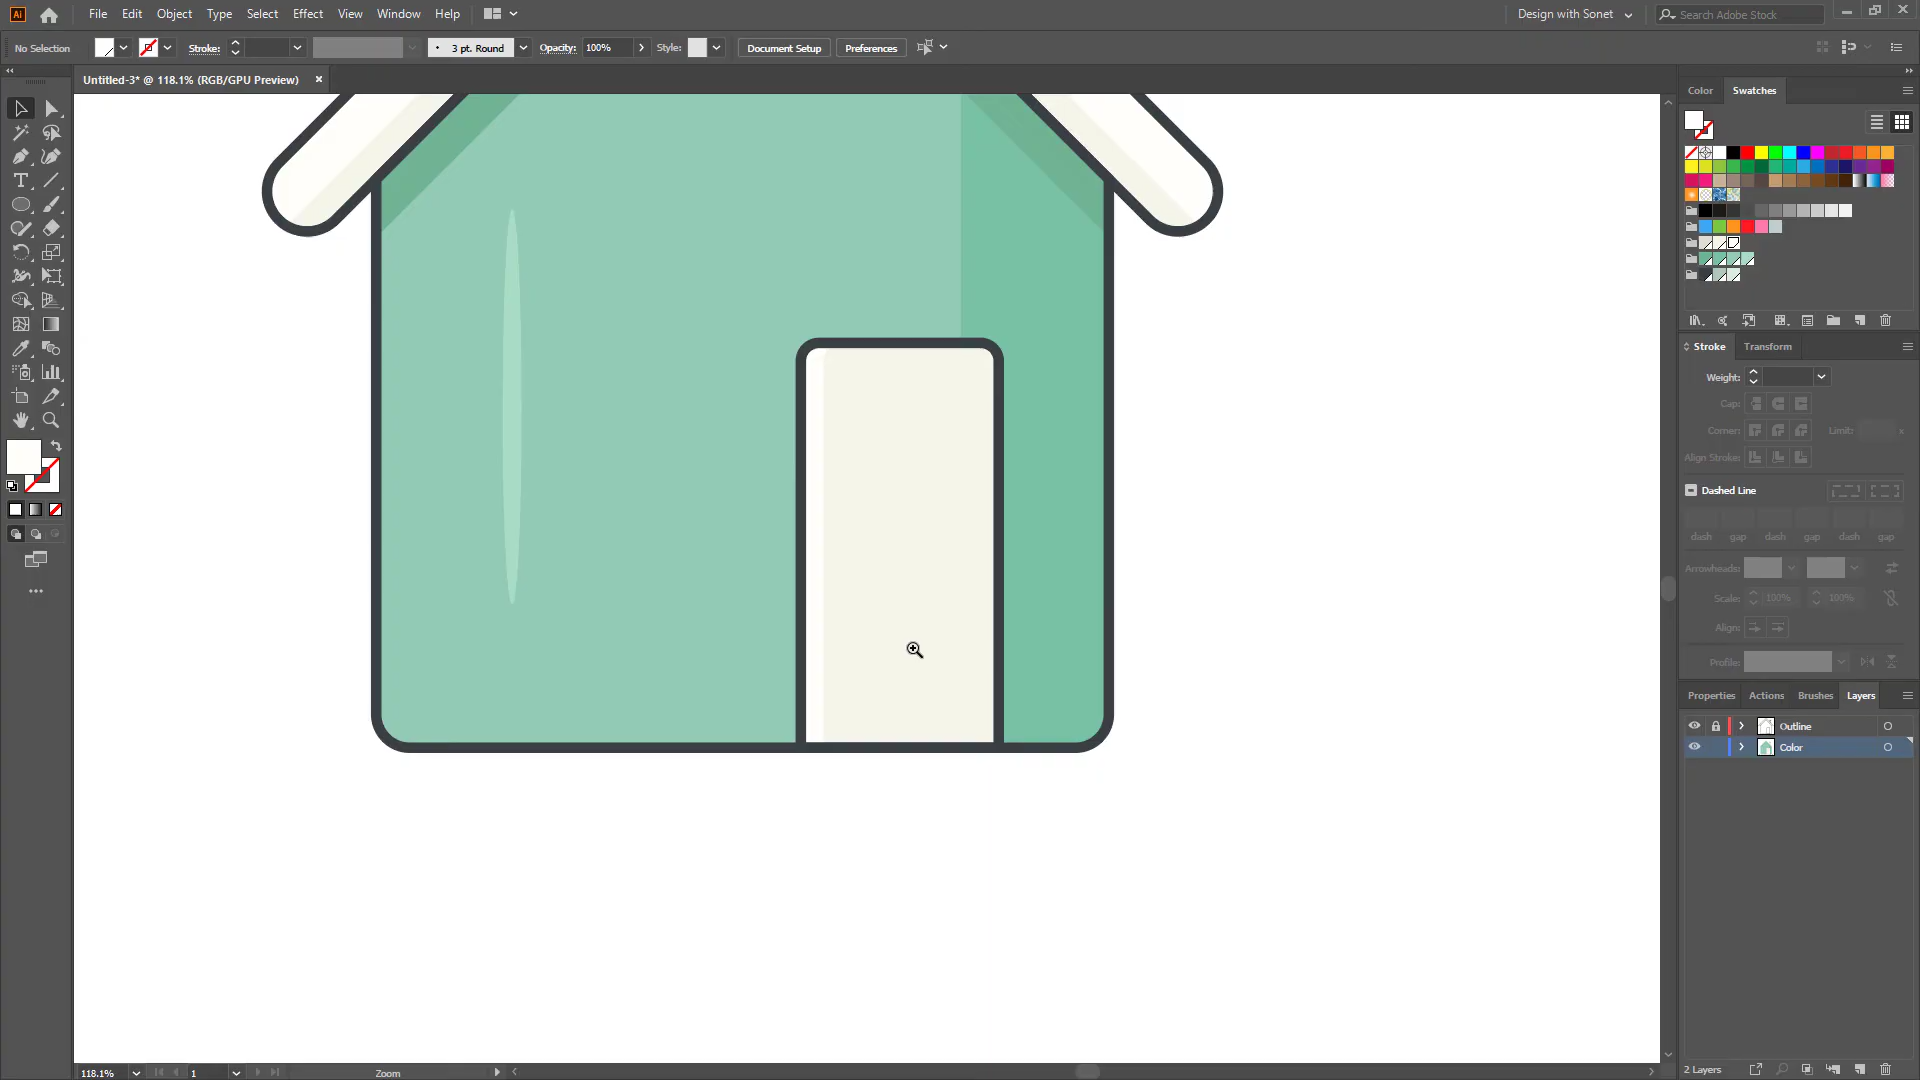 Ai File Edit Object Type Select Effect View Window Help Design with Sonet Search Adobe Stock
No Selection Stroke: 3 pt. Round Opacity: 100% Style: Document Setup Preferences
Untitled-3* @ 118.1% (RGB/GPU Preview) ×
Color Swatches
Stroke Transform
Weight:
Cap:
Corner: Limit: x
Align Stroke:
Dashed Line
dash gap dash gap dash gap
Arrowheads:
Scale: 100% 100%
Align:
Profile:
Properties Actions Brushes Layers
Outline
Color
118.1% 1 Zoom 2 Layers